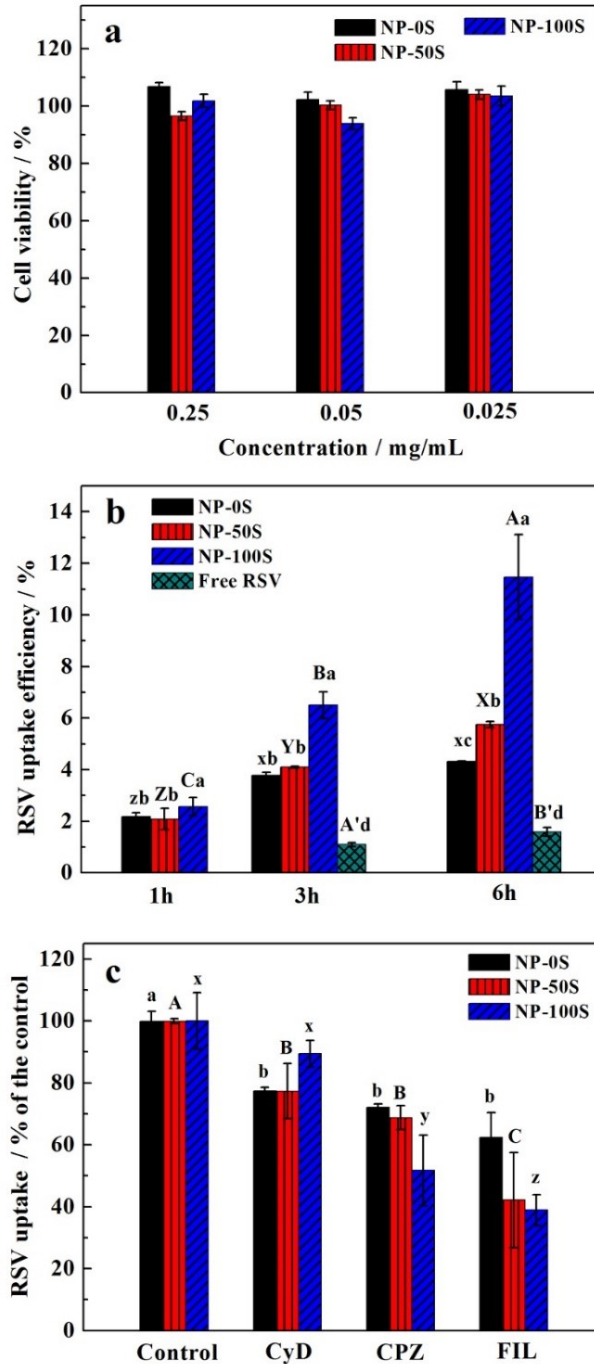 a
NP-0S
NP-100S
NP-50S
120
100
80
60
40
20
0
Cell viability / %
0.25
0.05
0.025
Concentration / mg/mL
b
NP-0S
NP-50S
NP-100S
Free RSV
14
12
10
8
6
4
2
0
RSV uptake efficiency / %
zb Zb Ca
xb Yb Ba A'd
xc Xb Aa B'd
1h
3h
6h
c
NP-0S
NP-50S
NP-100S
120
100
80
60
40
20
0
RSV uptake / % of the control
a A x
b B x
b B y
b C z
Control
CyD
CPZ
FIL